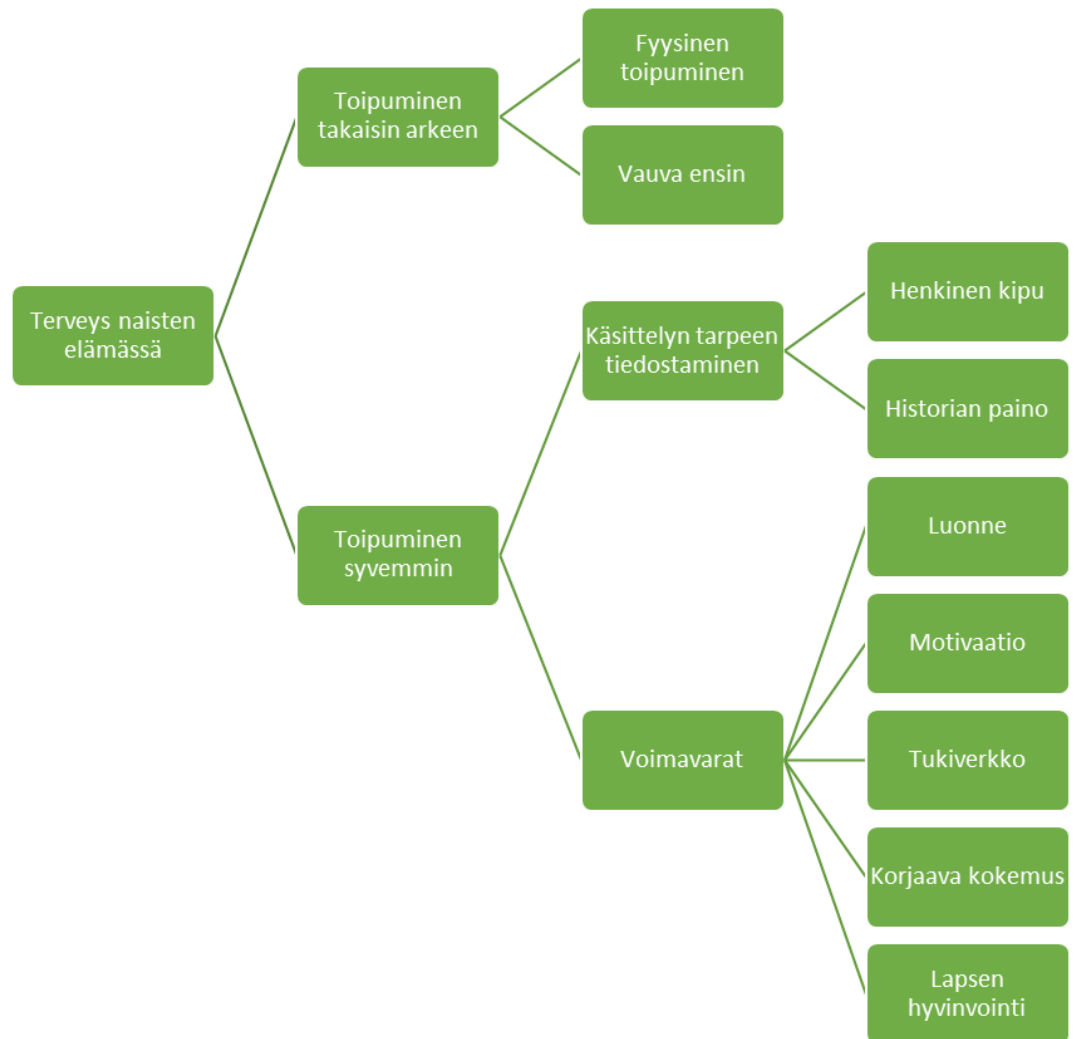 Terveys naisten
elämässä
Toipuminen
takaisin arkeen
Fyysinen
toipuminen
Vauva ensin
Toipuminen
syvemmin
Käsittelyn tarpeen
tiedostaminen
Henkinen kipu
Historian paino
Voimavarat
Luonne
Motivaatio
Tukiverkko
Korjaava kokemus
Lapsen
hyvinvointi